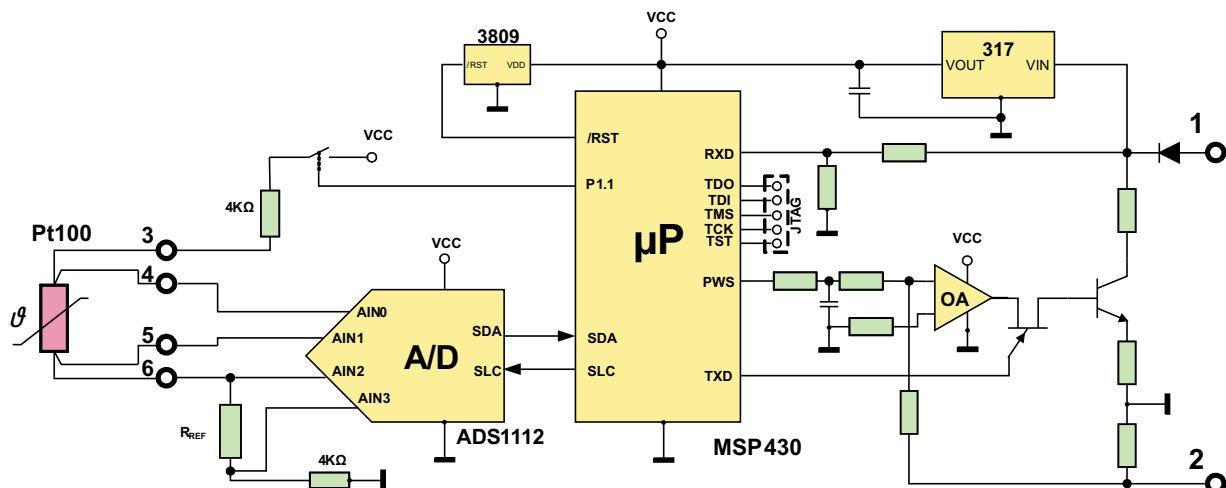 VCC
3809
/RST VDD
317
VOUT VIN
1
/RST
VCC
RXD
P1.1
TDO
TDI
TMS
TCK
TST
JTAG
4KΩ
Pt100
3
4
5
6
ϑ
µP
VCC
AIN0
AIN1
AIN2
AIN3
A/D
SDA
SLC
SDA
SLC
PWS
VCC
OA
TXD
RREF
ADS1112
MSP430
4KΩ
2